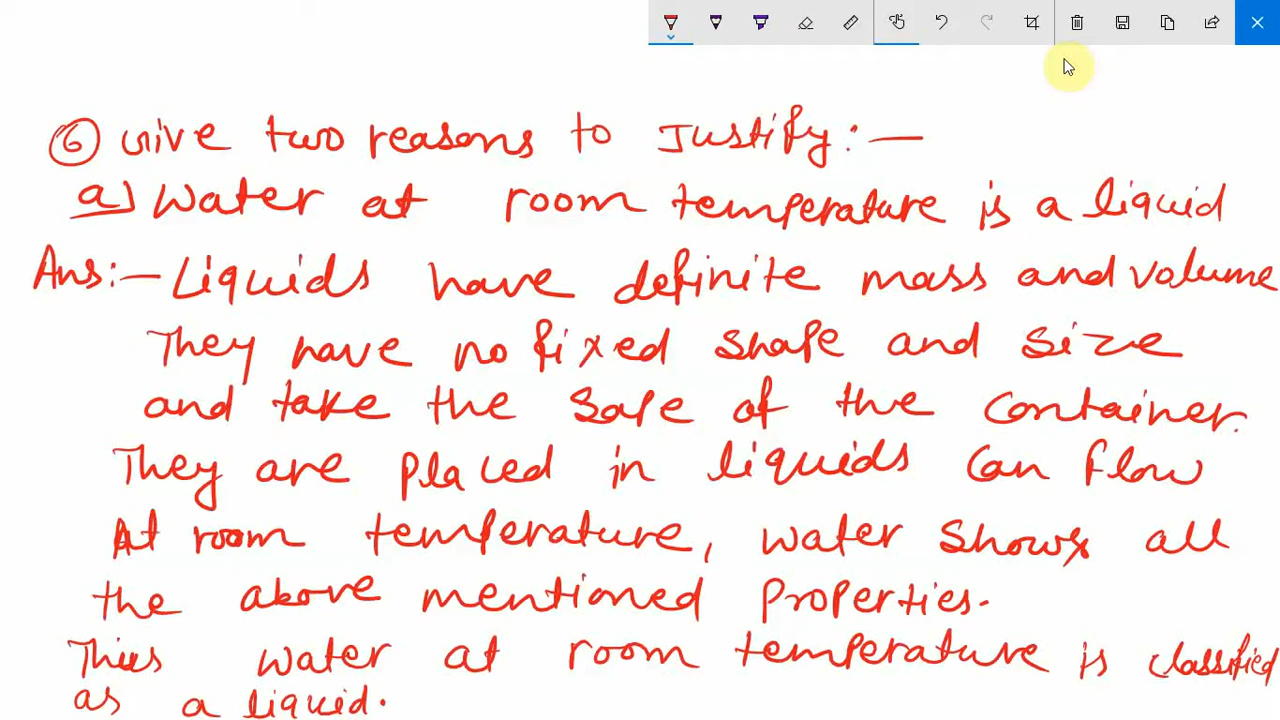 ⑥ Give two reasons to Justify:-
a) Water at room temperature is a liquid
Ans:- Liquids have definite mass and volume
They have no fixed shape and size
and take the sape of the container.
They are placed in liquids can flow
At room temperature, water shows all
the above mentioned properties.
Thus water at room temperature is classified
as a liquid.